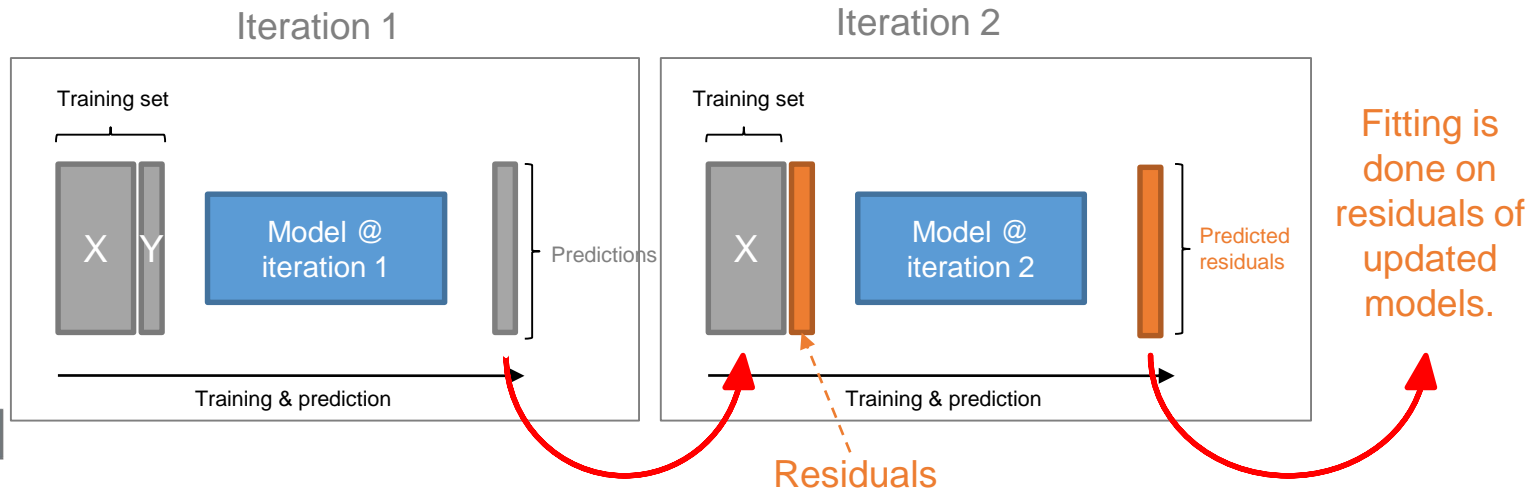 Iteration 1
Training set
X
Y
Model @
iteration 1
Predictions
Training & prediction
Iteration 2
Training set
X
Model @
iteration 2
Predicted
residuals
Training & prediction
Residuals
Fitting is
done on
residuals of
updated
models.